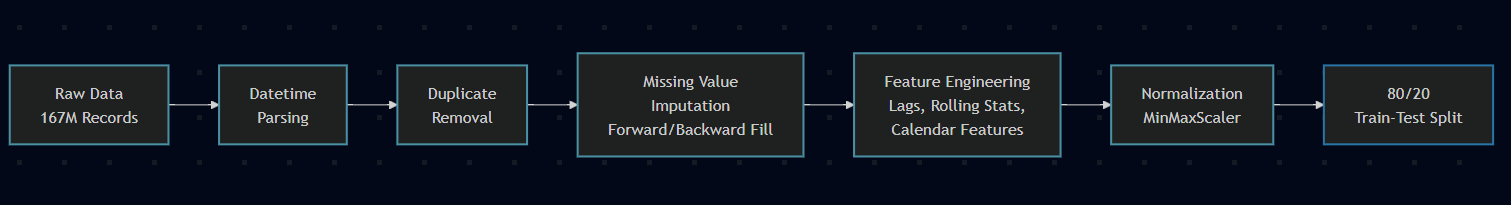 Raw Data
167M Records
Datetime
Parsing
Duplicate
Removal
Missing Value
Imputation
Forward/Backward Fill
Feature Engineering
Lags, Rolling Stats,
Calendar Features
Normalization
MinMaxScaler
80/20
Train-Test Split